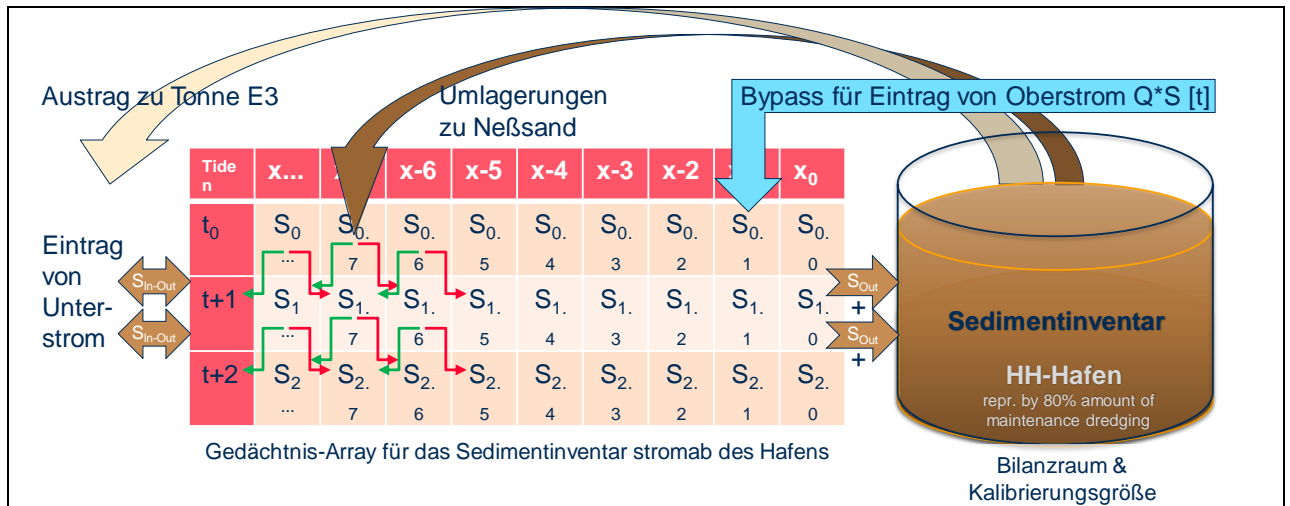 Austrag zu Tonne E3
Umlagerungen
zu Neßsand
Bypass für Eintrag von Oberstrom Q*S [t]
Tide
n
x...
x-6
x-5
x-4
x-3
x-2
x0
t0
S0
...
S0.
7
S0.
6
S0.
5
S0.
4
S0.
3
S0.
2
S0.
1
S0.
0
Eintrag
von
Unter-
strom
SIn-Out
SIn-Out
t+1
S1
...
S1.
7
S1.
6
S1.
5
S1.
4
S1.
3
S1.
2
S1.
1
S1.
0
t+2
S2
...
S2.
7
S2.
6
S2.
5
S2.
4
S2.
3
S2.
2
S2.
1
S2.
0
SOut
+
SOut
+
Sedimentinventar
HH-Hafen
repr. by 80% amount of
maintenance dredging
Gedächtnis-Array für das Sedimentinventar stromab des Hafens
Bilanzraum &
Kalibrierungsgröße